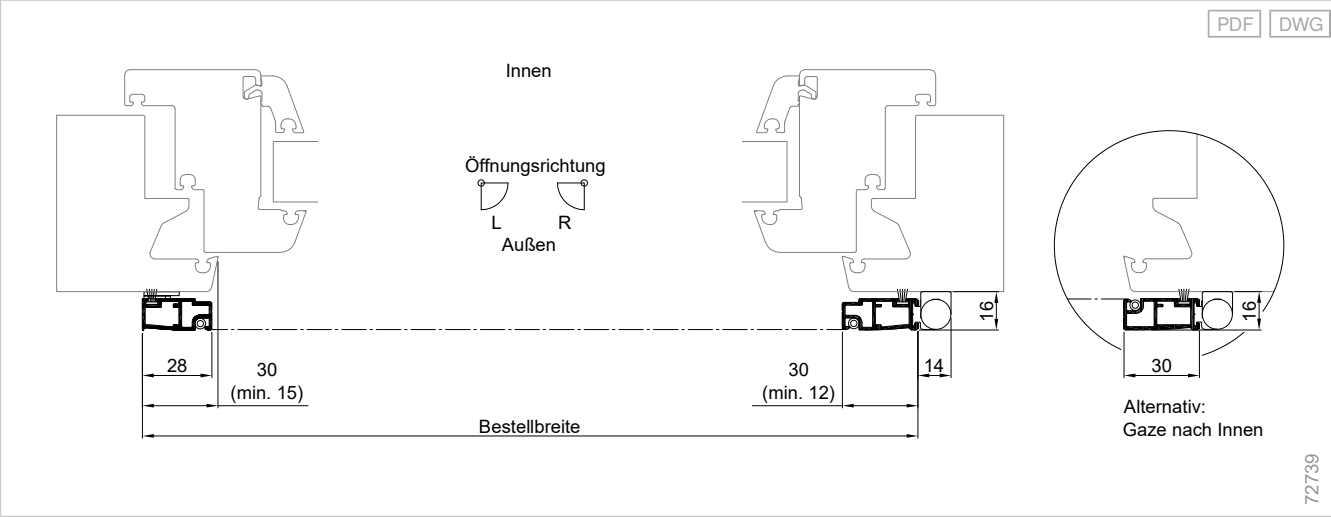 PDF DWG
Innen
Öffnungsrichtung
L R
Außen
16
16
28
30
(min. 15)
30
(min. 12)
14
30
Bestellbreite
Alternativ:
Gaze nach Innen
72739